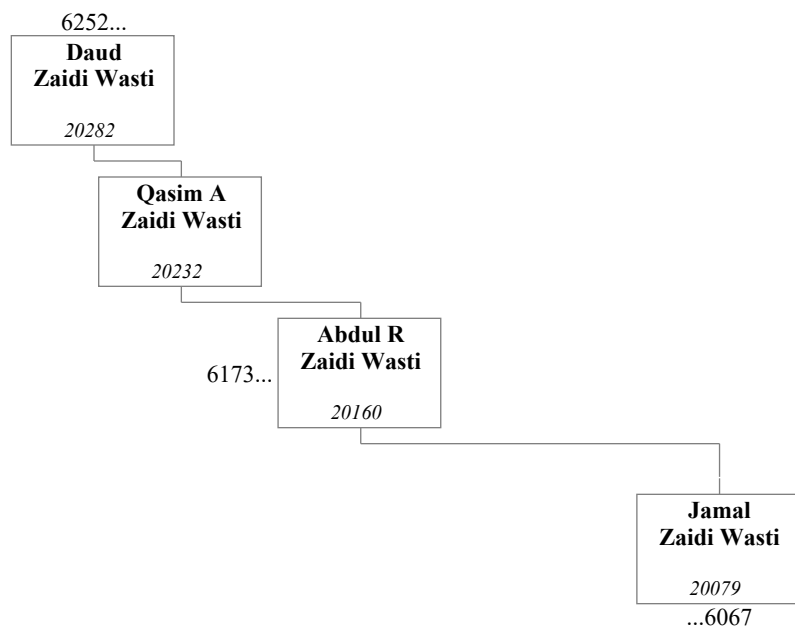 6252...
Daud
Zaidi Wasti
20282
Qasim A
Zaidi Wasti
20232
Abdul R
Zaidi Wasti
6173...
20160
Jamal
Zaidi Wasti
20079
...6067